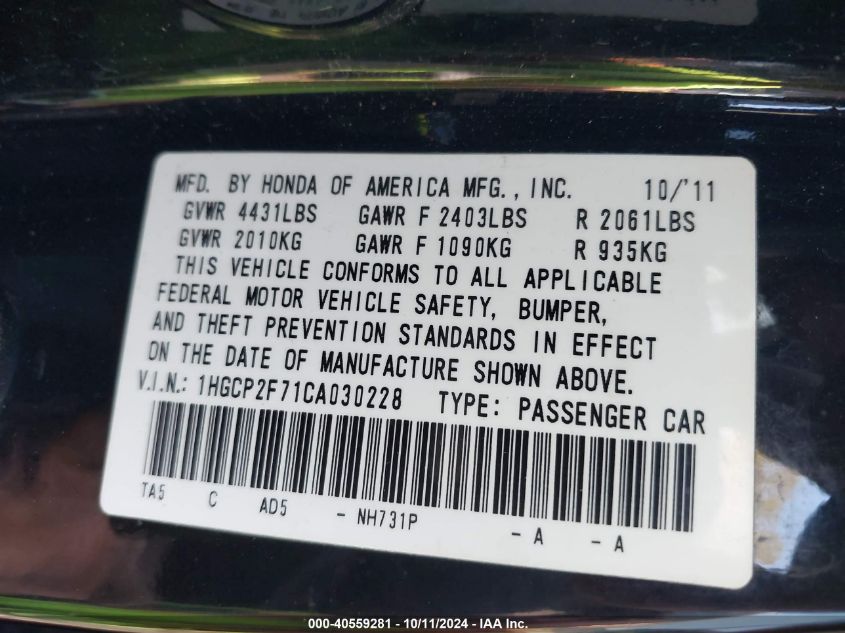 MFD. BY HONDA OF AMERICA MFG., INC. 10/'11
GVWR 4431LBS GAWR F 2403LBS R 2061LBS
GVWR 2010KG GAWR F 1090KG R 935KG
THIS VEHICLE CONFORMS TO ALL APPLICABLE
FEDERAL MOTOR VEHICLE SAFETY, BUMPER,
AND THEFT PREVENTION STANDARDS IN EFFECT
ON THE DATE OF MANUFACTURE SHOWN ABOVE.
V.I.N.: 1HGCP2F71CA030228 TYPE: PASSENGER CAR
TA5 C AD5 - NH731P - A - A
000-40559281 - 10/11/2024 - IAA Inc.